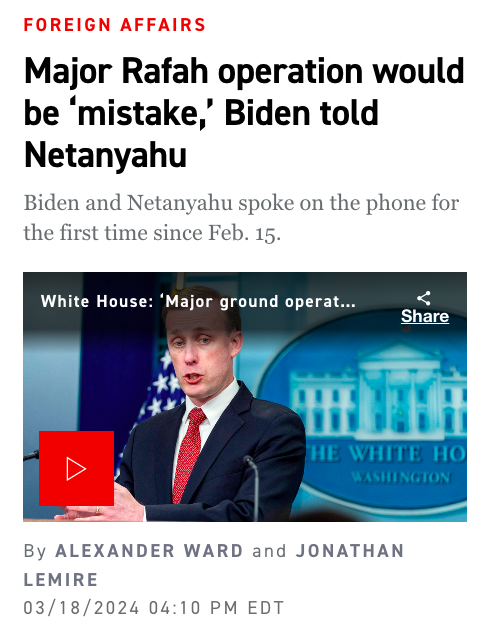 FOREIGN AFFAIRS
Major Rafah operation would
be ‘mistake,’ Biden told
Netanyahu
Biden and Netanyahu spoke on the phone for
the first time since Feb. 15.
White House: ‘Major ground operat...
Share
THE WHITE HO
WASHINGTON
By ALEXANDER WARD and JONATHAN
LEMIRE
03/18/2024 04:10 PM EDT